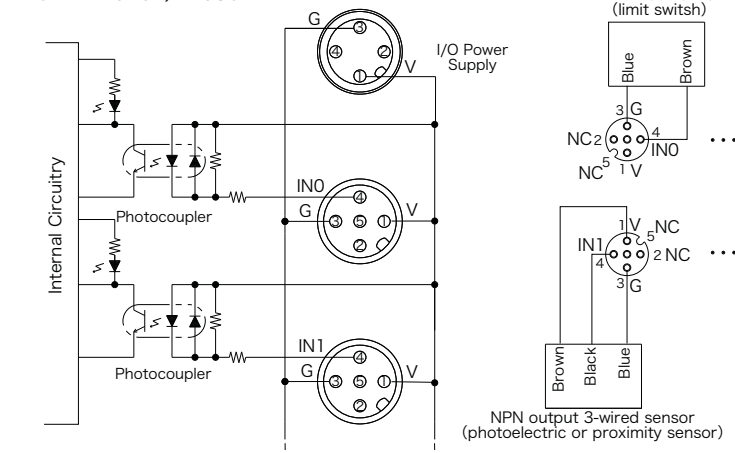 (limit switsh)
G
3
4
2
1
V
I/O Power
Supply
Blue
Brown
3 G
NC 2
4
IN0
NC 5
1 V
Internal Circuitry
Photocoupler
IN0
4
G
3 5 1
V
2
1 V
5 NC
IN1
4
2 NC
3 G
Photocoupler
IN1
4
G
3 5 1
V
2
Brown
Black
Blue
NPN output 3-wired sensor
(photoelectric or proximity sensor)